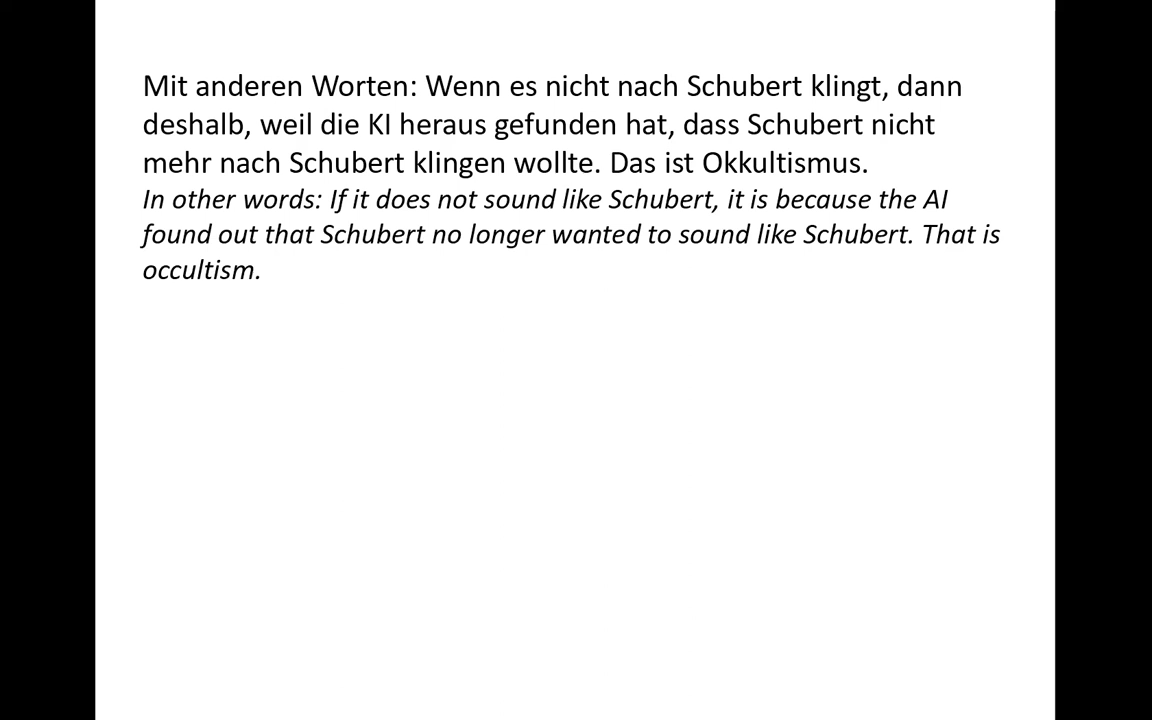 Mit anderen Worten: Wenn es nicht nach Schubert klingt, dann
deshalb, weil die KI heraus gefunden hat, dass Schubert nicht
mehr nach Schubert klingen wollte. Das ist Okkultismus.
In other words: If it does not sound like Schubert, it is because the AI
found out that Schubert no longer wanted to sound like Schubert. That is
occultism.